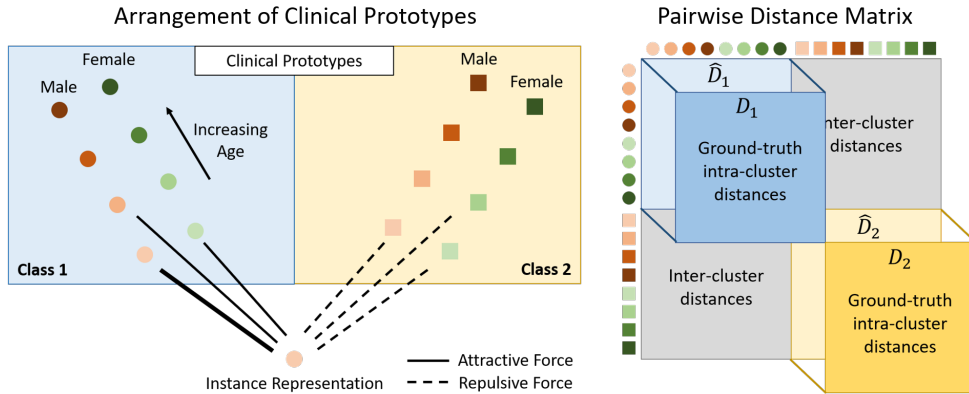 Arrangement of Clinical Prototypes
Female
Male
Increasing
Age
Clinical Prototypes
Male
Female
Class 1
Class 2
Instance Representation
Attractive Force
Repulsive Force
Pairwise Distance Matrix
D̂₁
D₁
Ground-truth
intra-cluster
distances
nter-cluster
distances
Inter-cluster
distances
D̂₂
D₂
Ground-truth
intra-cluster
distances